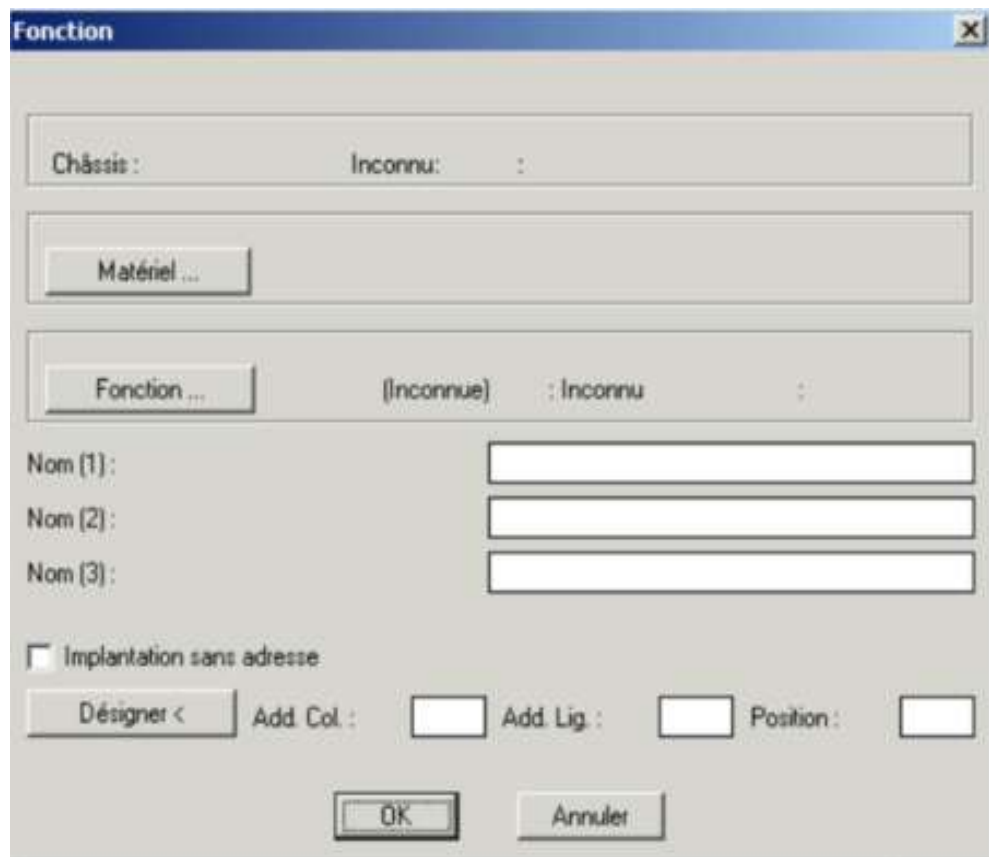 Fonction
Châssis : Inconnu: :
Matériel ...
Fonction ... (Inconnue) : Inconnu :
Nom (1) :
Nom (2) :
Nom (3) :
Implantation sans adresse
Désigner < Add. Col. : Add. Lig. : Position :
OK Annuler